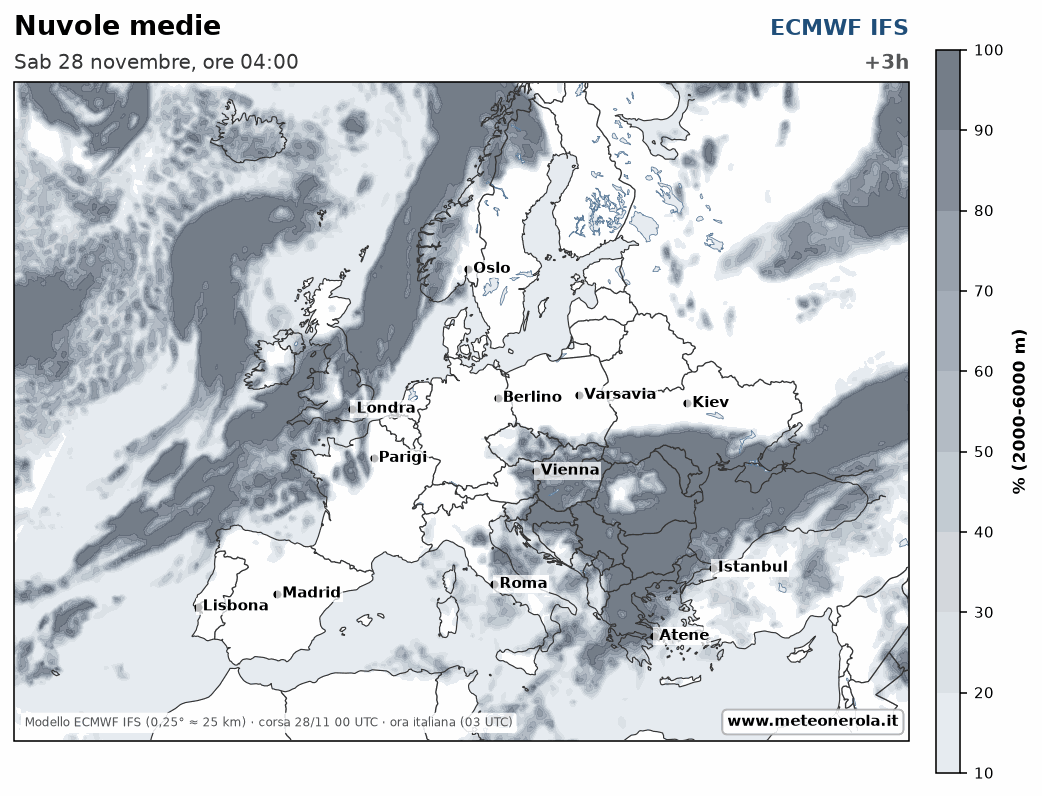 Nuvole medie
ECMWF IFS
Sab 28 novembre, ore 04:00
+3h
100
90
80
70
60
50
40
30
20
10
% (2000-6000 m)
Oslo
Londra
Berlino
Varsavia
Kiev
Parigi
Vienna
Istanbul
Roma
Madrid
Lisbona
Atene
Modello ECMWF IFS (0,25° ≈ 25 km) · corsa 28/11 00 UTC · ora italiana (03 UTC)
www.meteonerola.it